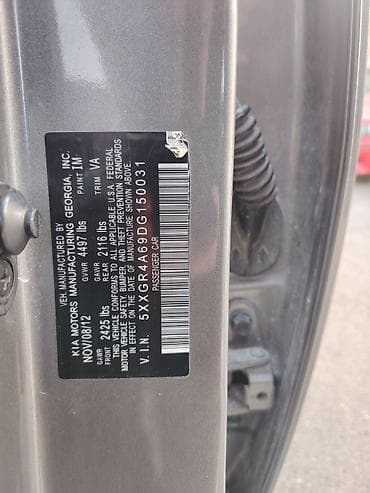 VEH. MANUFACTURED BY
KIA MOTORS MANUFACTURING GEORGIA, INC.
NOV/08/12 GVWR 4497 lbs PAINT IM
GAWR FRONT 2425 lbs GAWR REAR 2116 lbs TRIM VA
THIS VEHICLE CONFORMS TO ALL APPLICABLE U.S.A. FEDERAL
MOTOR VEHICLE SAFETY, BUMPER, AND THEFT PREVENTION STANDARDS
IN EFFECT ON THE DATE OF MANUFACTURE SHOWN ABOVE.
V.I.N. 5XXGR4A69DG150031
PASSENGER CAR